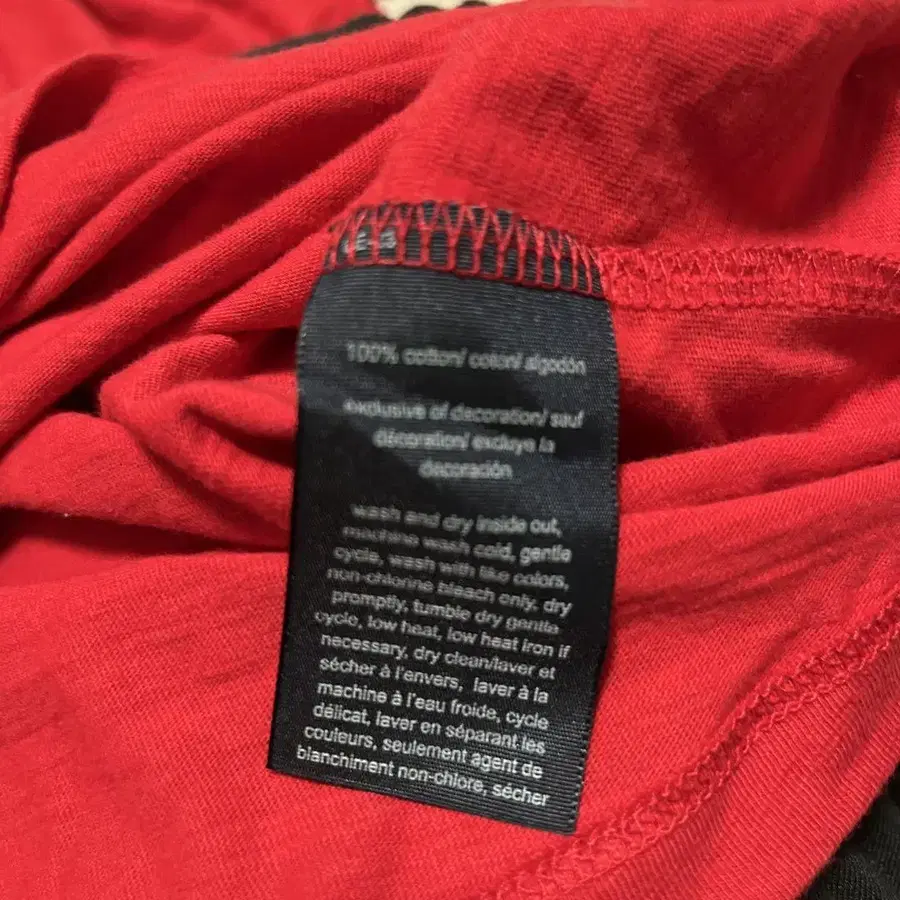 100% cotton/ coton/ algodón
exclusive of decoration/ sauf
décoration/ excluye la
decoración
wash and dry inside out,
machine wash cold, gentle
cycle, wash with like colors,
non-chlorine bleach only, dry
promptly, tumble dry gentle
cycle, low heat, low heat iron if
necessary, dry clean/laver et
sécher à l'envers, laver à la
machine à l'eau froide, cycle
délicat, laver en séparant les
couleurs, seulement agent de
blanchiment non-chlore, sécher